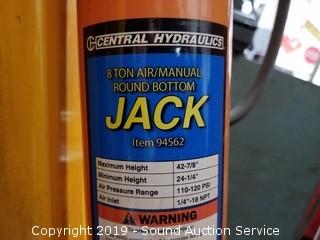 CENTRAL HYDRAULICS
8 TON AIR/MANUAL
ROUND BOTTOM
JACK
Item 94562
Maximum Height 42-7/8"
Minimum Height 24-1/4"
Air Pressure Range 110-120 PSI
Air Inlet 1/4"-18 NPT
WARNING
Copyright 2019 - Sound Auction Service